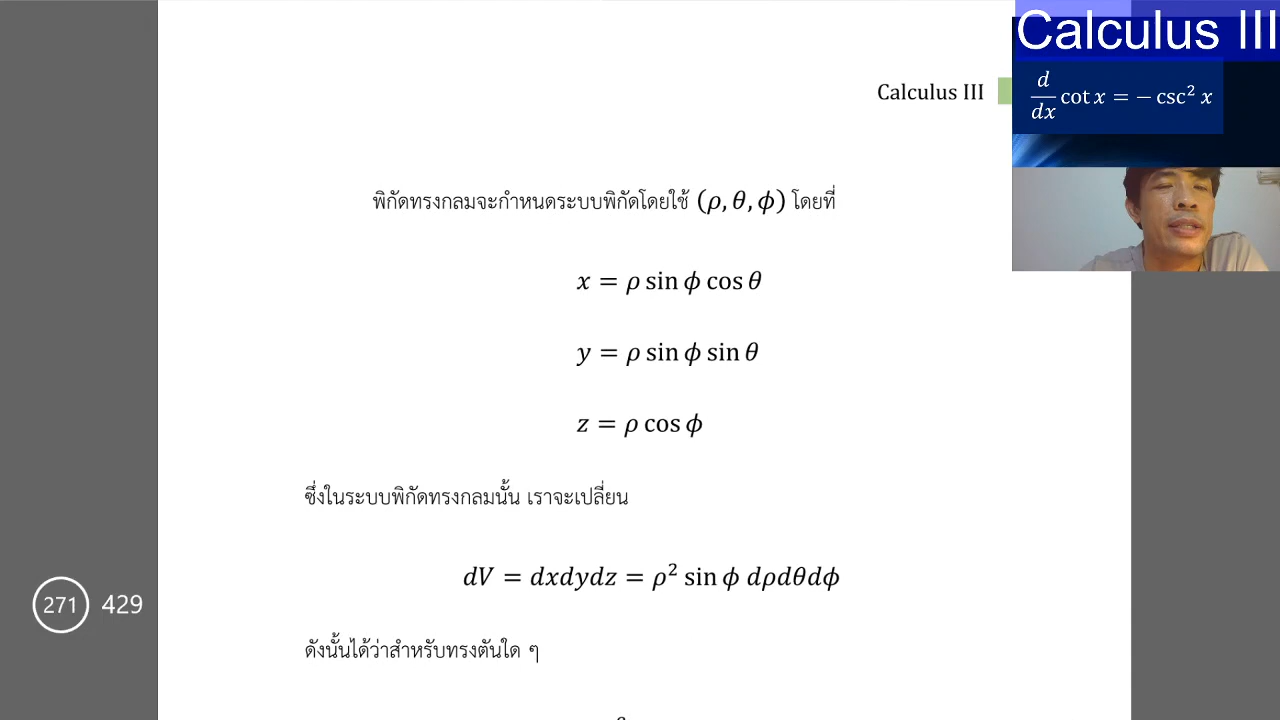 Calculus III
d/dx cot x = − csc² x
Calculus III
พิกัดทรงกลมจะกำหนดระบบพิกัดโดยใช้ (ρ, θ, ϕ) โดยที่
x = ρ sin ϕ cos θ
y = ρ sin ϕ sin θ
z = ρ cos ϕ
ซึ่งในระบบพิกัดทรงกลมนั้น เราจะเปลี่ยน
dV = dxdydz = ρ² sin ϕ dρdθdϕ
271 429
ดังนั้นได้ว่าสำหรับทรงตันใด ๆ